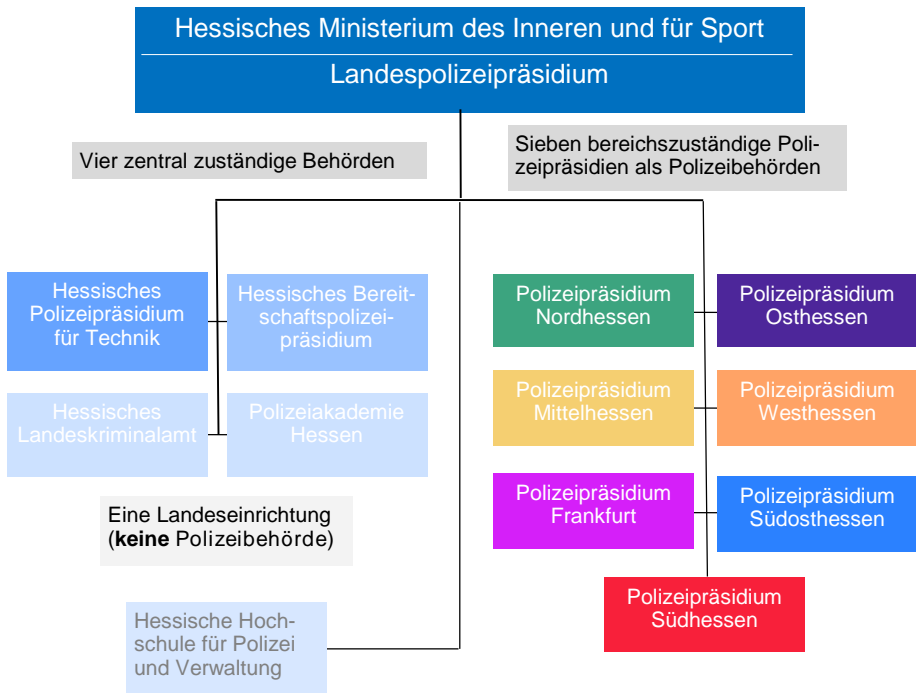 Hessisches Ministerium des Inneren und für Sport
Landespolizeipräsidium
Vier zentral zuständige Behörden
Sieben bereichszuständige Poli-
zeipräsidien als Polizeibehörden
Hessisches
Polizeipräsidium
für Technik
Hessisches Bereit-
schaftspolizei-
präsidium
Hessisches
Landeskriminalamt
Polizeiakademie
Hessen
Eine Landeseinrichtung
(keine Polizeibehörde)
Hessische Hoch-
schule für Polizei
und Verwaltung
Polizeipräsidium
Nordhessen
Polizeipräsidium
Osthessen
Polizeipräsidium
Mittelhessen
Polizeipräsidium
Westhessen
Polizeipräsidium
Frankfurt
Polizeipräsidium
Südosthessen
Polizeipräsidium
Südhessen